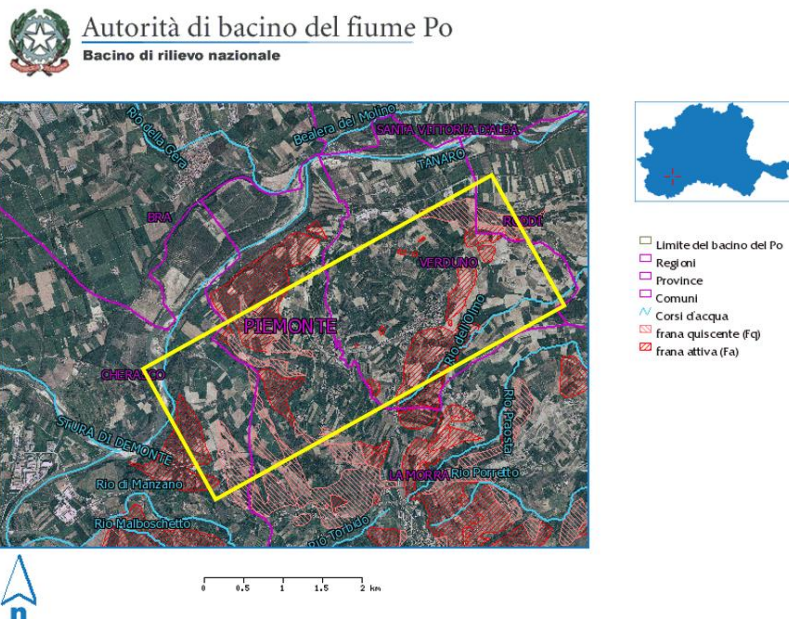 Autorità di bacino del fiume Po
Bacino di rilievo nazionale
Rio della Gera
Bealera del Molino
SANTA VITTORIA D'ALBA
TANARO
BRA
RODDI
VERDUNO
PIEMONTE
Rio dell'Olmo
CHERASCO
STURA DI DEMONTE
LA MORRA
Rio Porretto
Rio di Manzano
Rio Malboschetto
RIO Torbido
Limite del bacino del Po
Regioni
Province
Comuni
Corsi d'acqua
frana quiscente (Fq)
frana attiva (Fa)
0 0.5 1 1.5 2 km
n